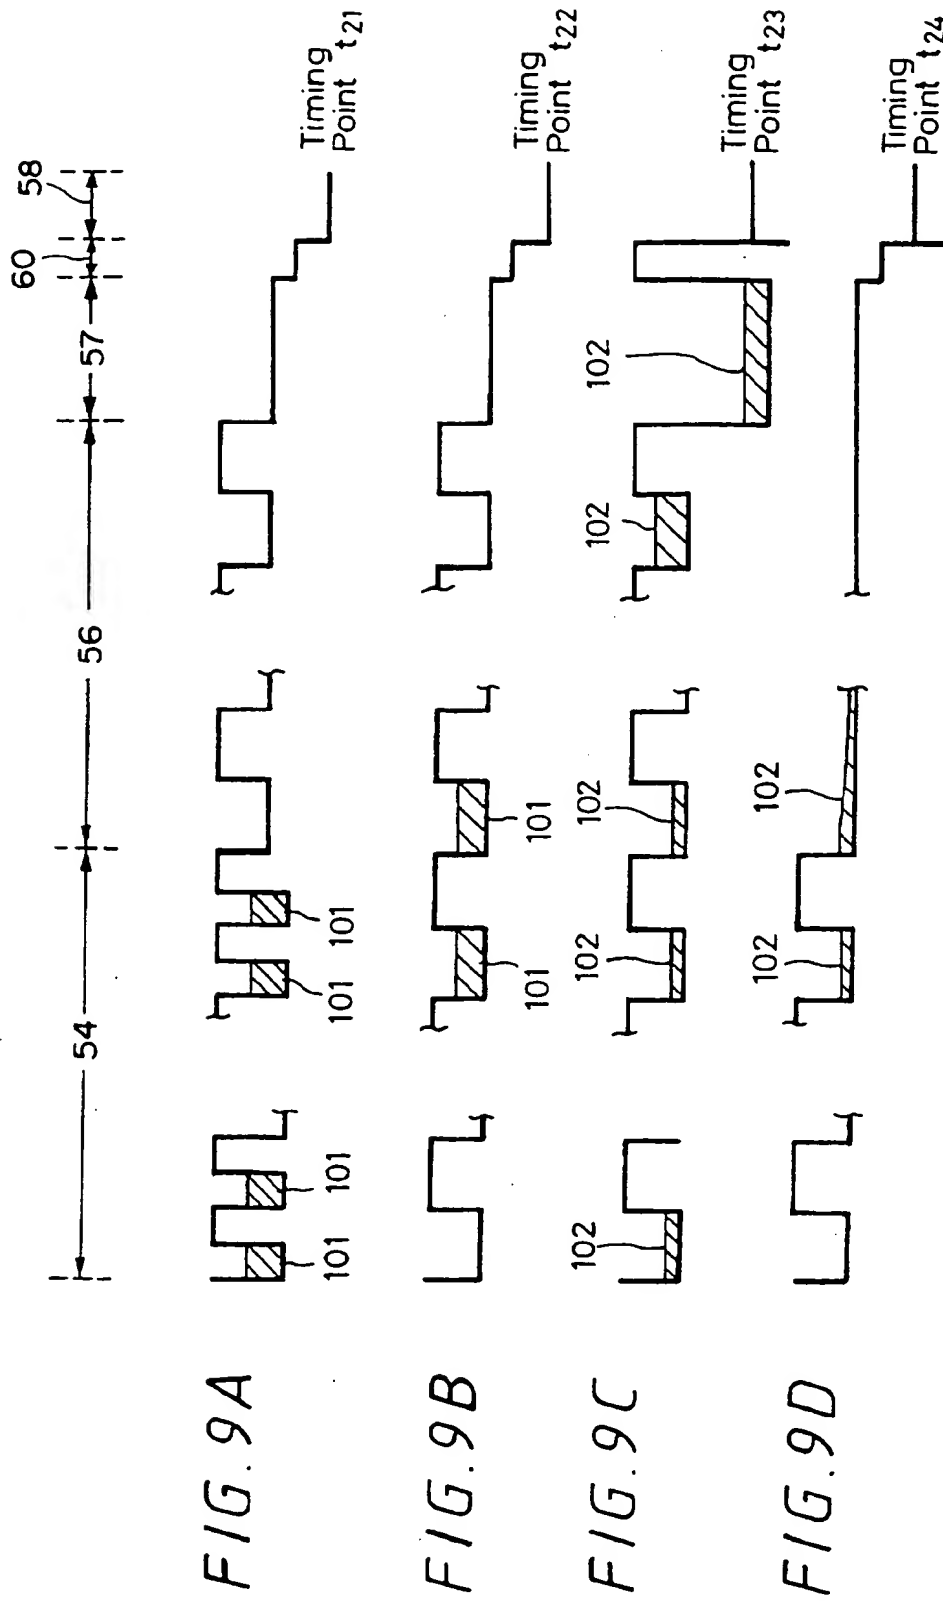 54
56
57
60
58
FIG. 9A
101
101
101
101
Timing
Point t21
FIG. 9B
101
101
Timing
Point t22
FIG. 9C
102
102
102
102
102
Timing
Point t23
FIG. 9D
102
102
Timing
Point t24